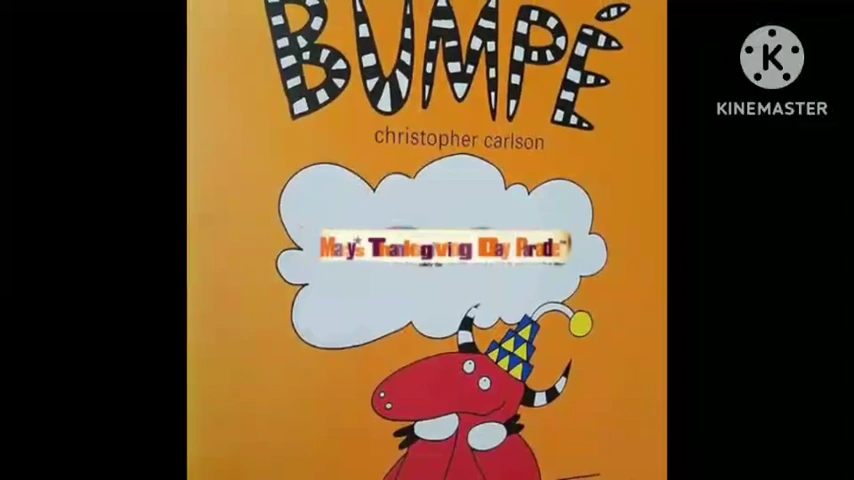 BUMPÉ
christopher carlson
K
KINEMASTER
Macy's Thanksgiving Day Parade